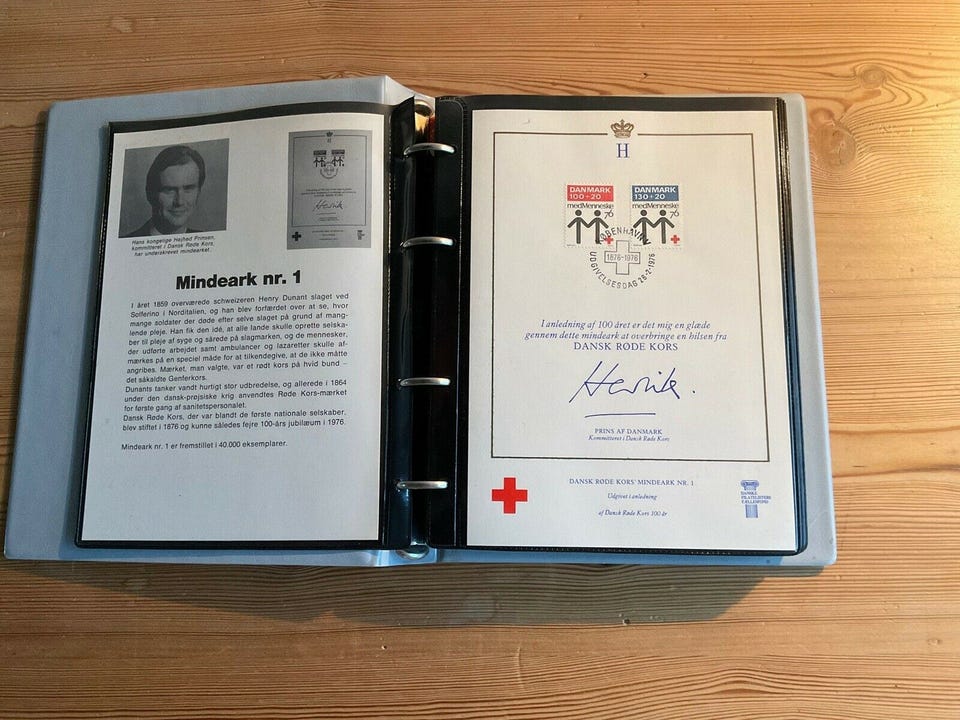 Hans kongelige Højhed Prinsen,
kommitteret i Dansk Røde Kors,
har underskrevet mindearket.
Mindeark nr. 1
I året 1859 overværede schweizeren Henry Dunant slaget ved
Solferino i Norditalien, og han blev forfærdet over at se, hvor
mange soldater der døde efter selve slaget på grund af mang-
lende pleje. Han fik den idé, at alle lande skulle oprette selska-
ber til pleje af syge og sårede på slagmarken, og de mennesker,
der udførte arbejdet samt ambulancer og lazaretter skulle af-
mærkes på en speciel måde for at tilkendegive, at de ikke måtte
angribes. Mærket, man valgte, var et rødt kors på hvid bund –
det såkaldte Genferkors.
Dunants tanker vandt hurtigt stor udbredelse, og allerede i 1864
under den dansk-prøjsiske krig anvendtes Røde Kors-mærket
for første gang af sanitetspersonalet.
Dansk Røde Kors, der var blandt de første nationale selskaber,
blev stiftet i 1876 og kunne således fejre 100-års jubilæum i 1976.
Mindeark nr. 1 er fremstillet i 40.000 eksemplarer.
H
DANMARK
100+20
medMenneske
76
DANMARK
130+20
medMenneske
76
KØBENHAVN
1876-1976
UDGIVELSESDAG 26-2-1976
I anledning af 100 året er det mig en glæde
gennem dette mindeark at overbringe en hilsen fra
DANSK RØDE KORS
Henrik.
PRINS AF DANMARK
Kommitteret i Dansk Røde Kors
DANSK RØDE KORS' MINDEARK NR. 1
Udgivet i anledning
af Dansk Røde Kors 100 år
DANSKE
FILATELISTERS
FÆLLESFOND